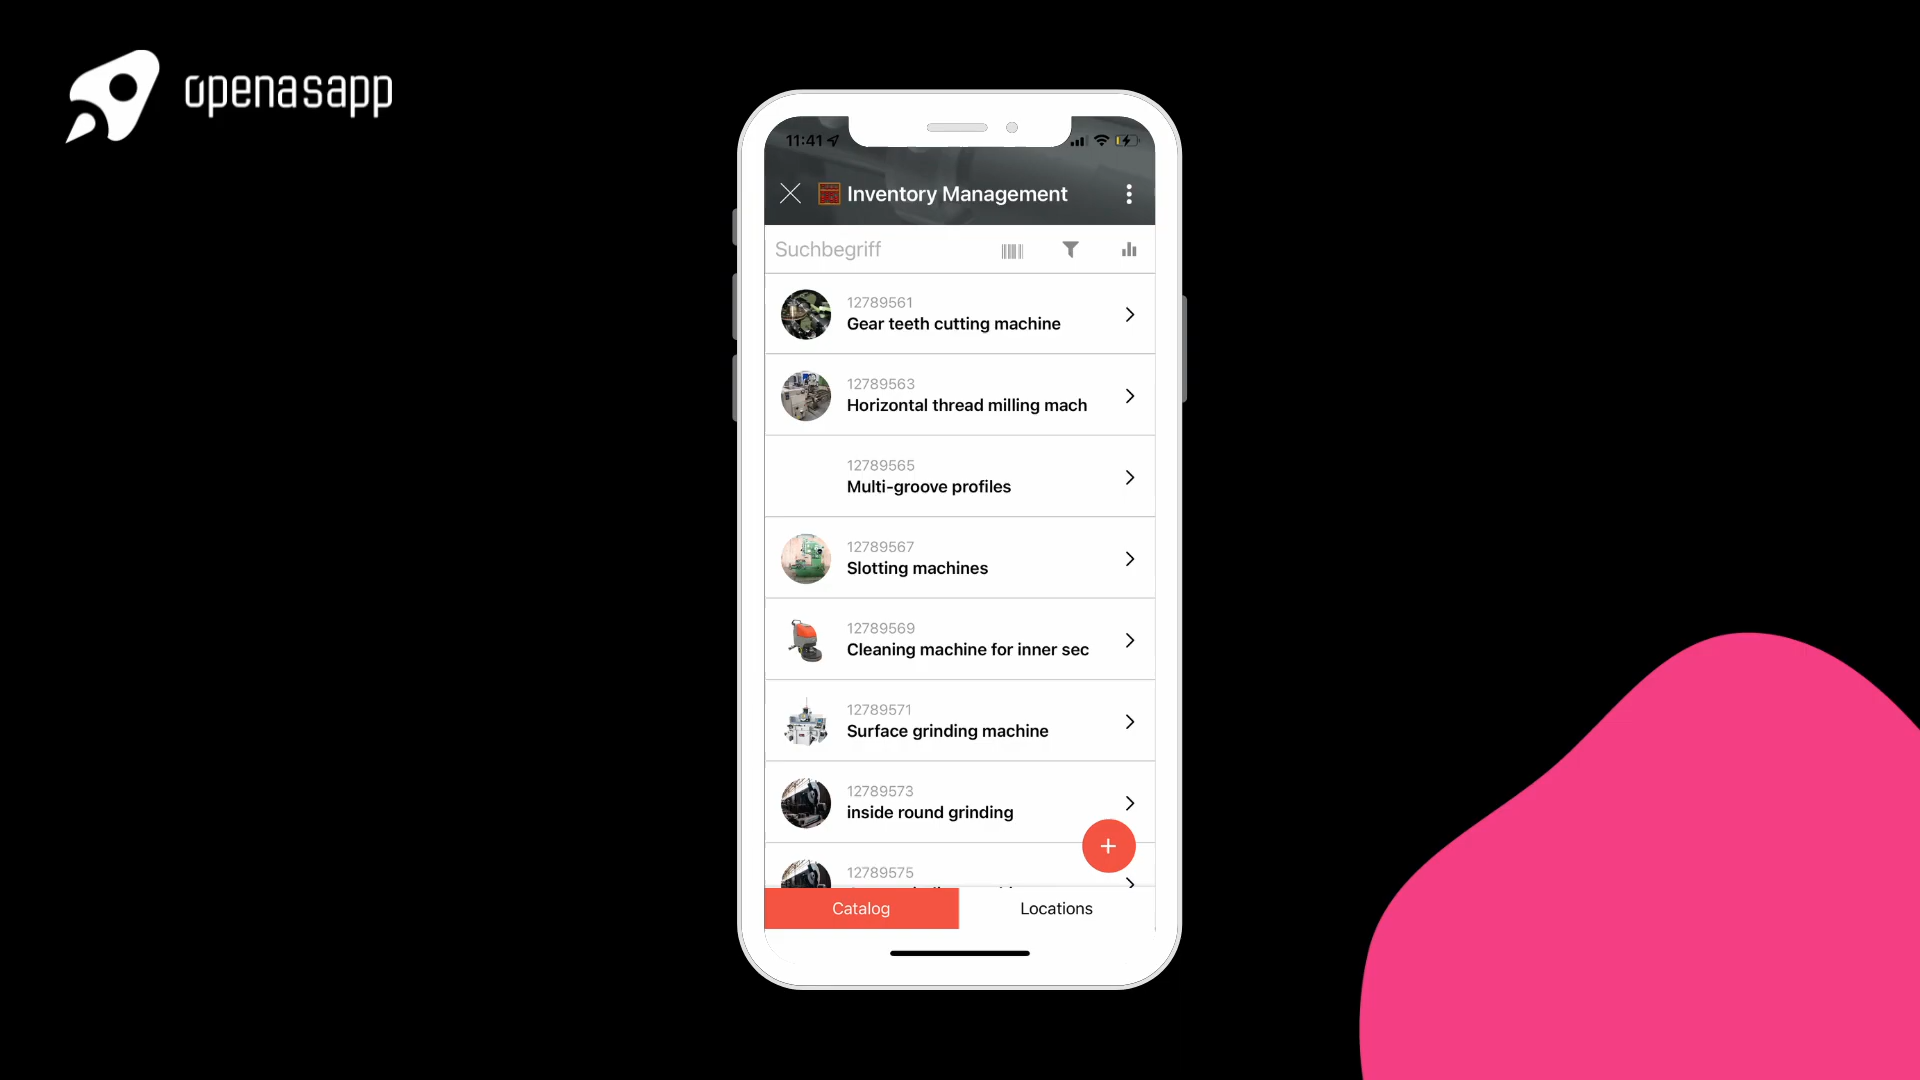 openasapp
11:41
Inventory Management
Suchbegriff
12789561
Gear teeth cutting machine
12789563
Horizontal thread milling mach
12789565
Multi-groove profiles
12789567
Slotting machines
12789569
Cleaning machine for inner sec
12789571
Surface grinding machine
12789573
inside round grinding
12789575
+
Catalog
Locations